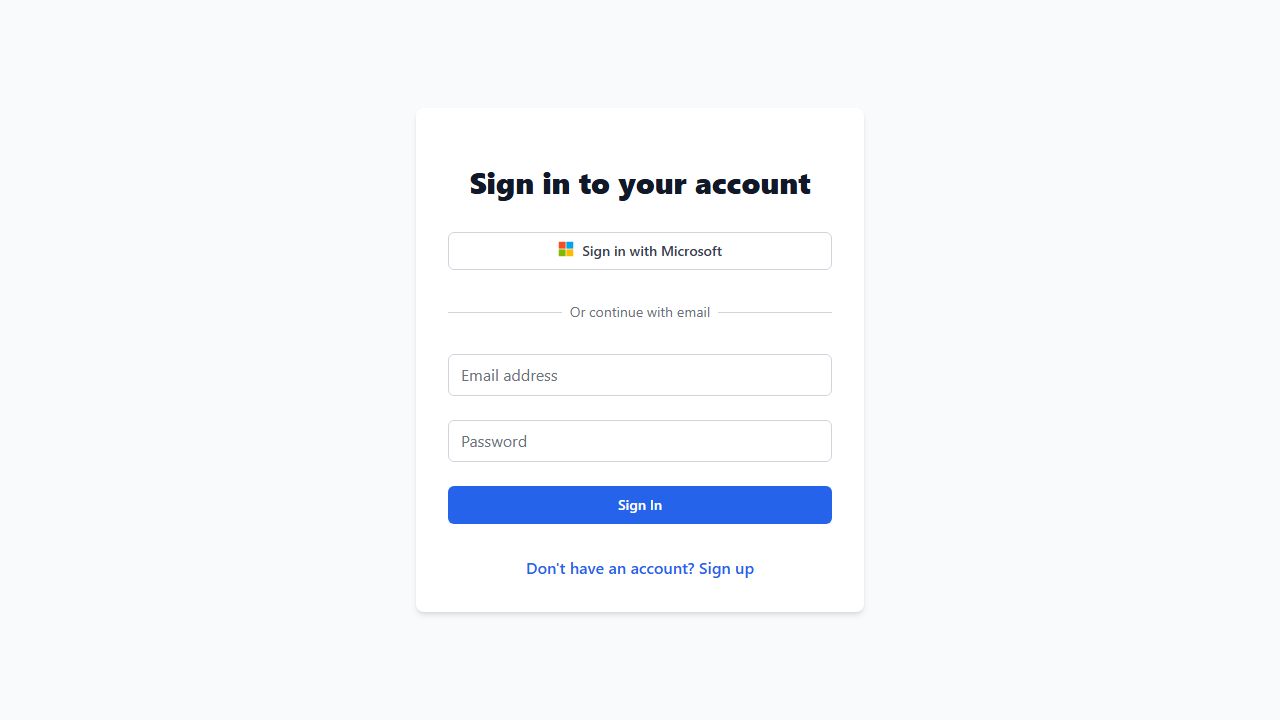 Sign in to your account
Sign in with Microsoft
Or continue with email
Email address
Password
Sign In
Don't have an account? Sign up